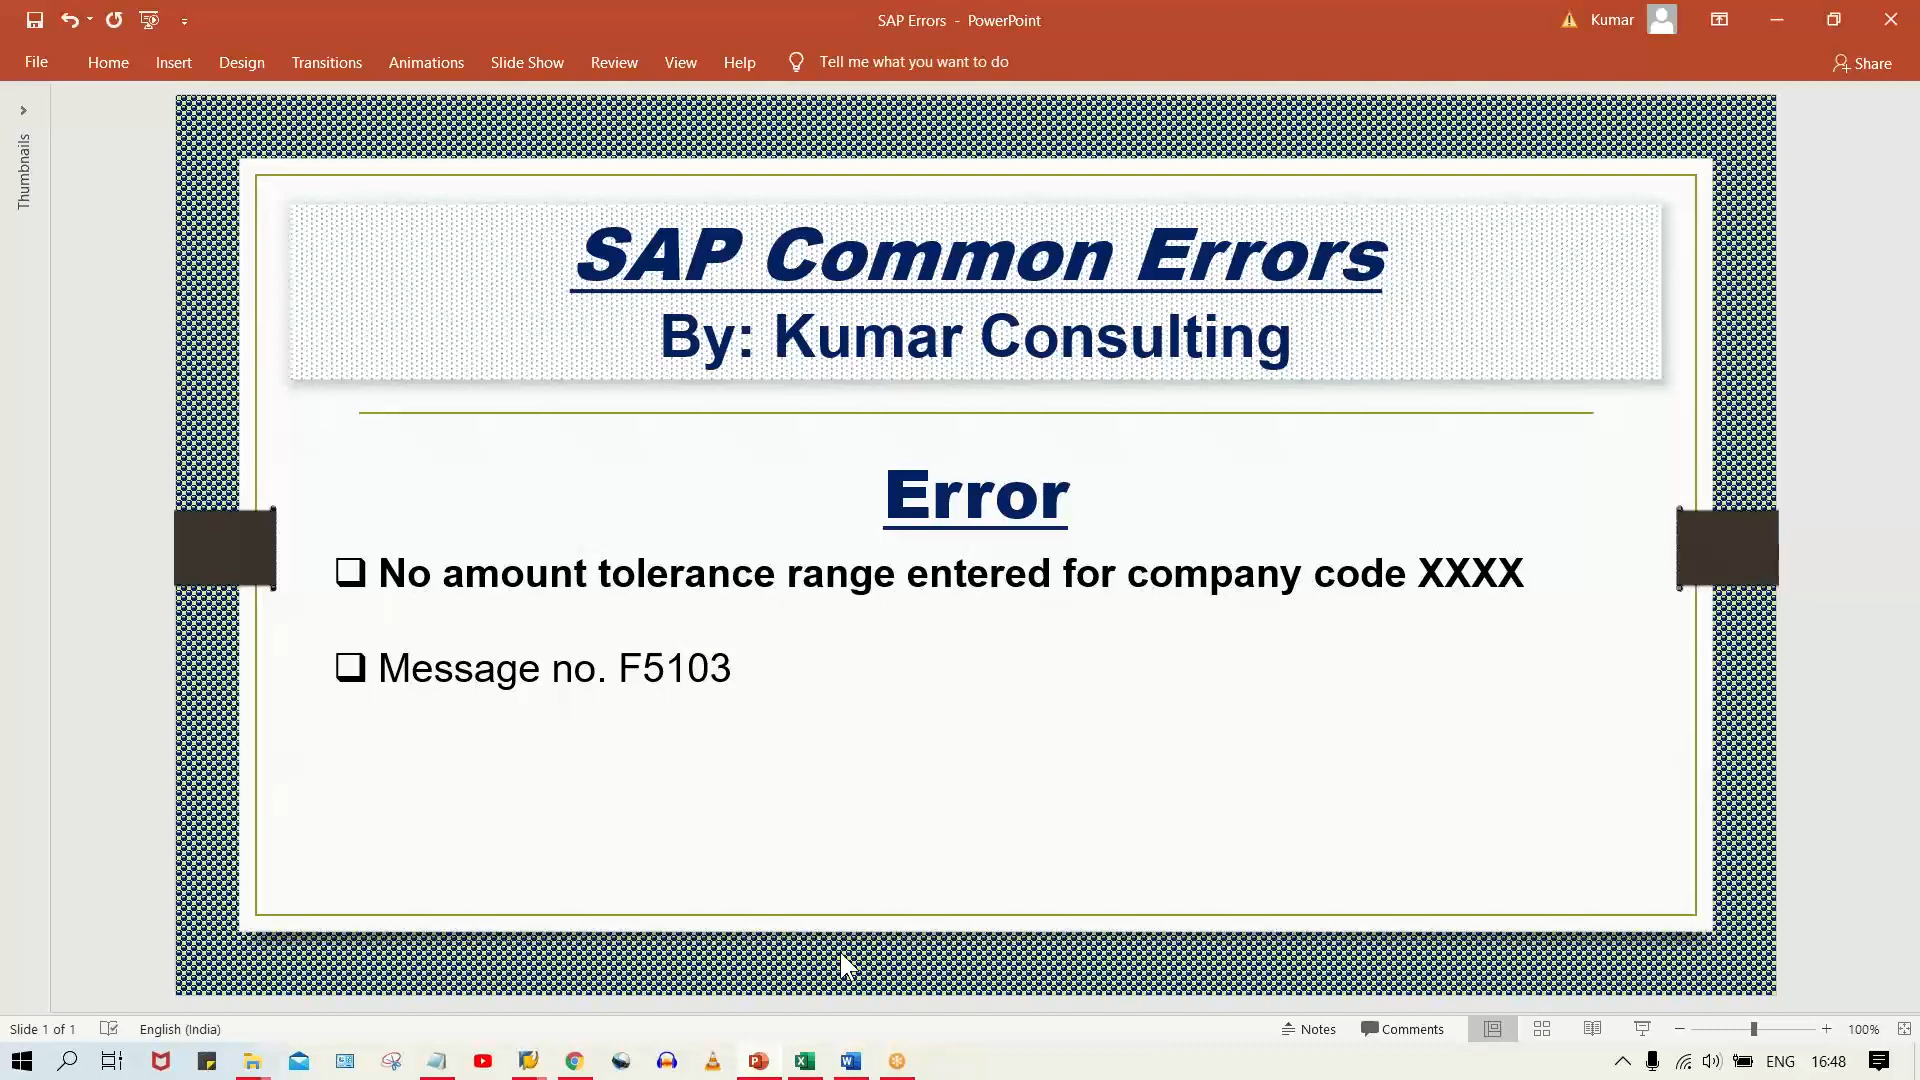 SAP Errors - PowerPoint
Kumar
File Home Insert Design Transitions Animations Slide Show Review View Help Tell me what you want to do
Share
Thumbnails
SAP Common Errors
By: Kumar Consulting
Error
No amount tolerance range entered for company code XXXX
Message no. F5103
Slide 1 of 1 English (India) Notes Comments 100%
ENG 16:48